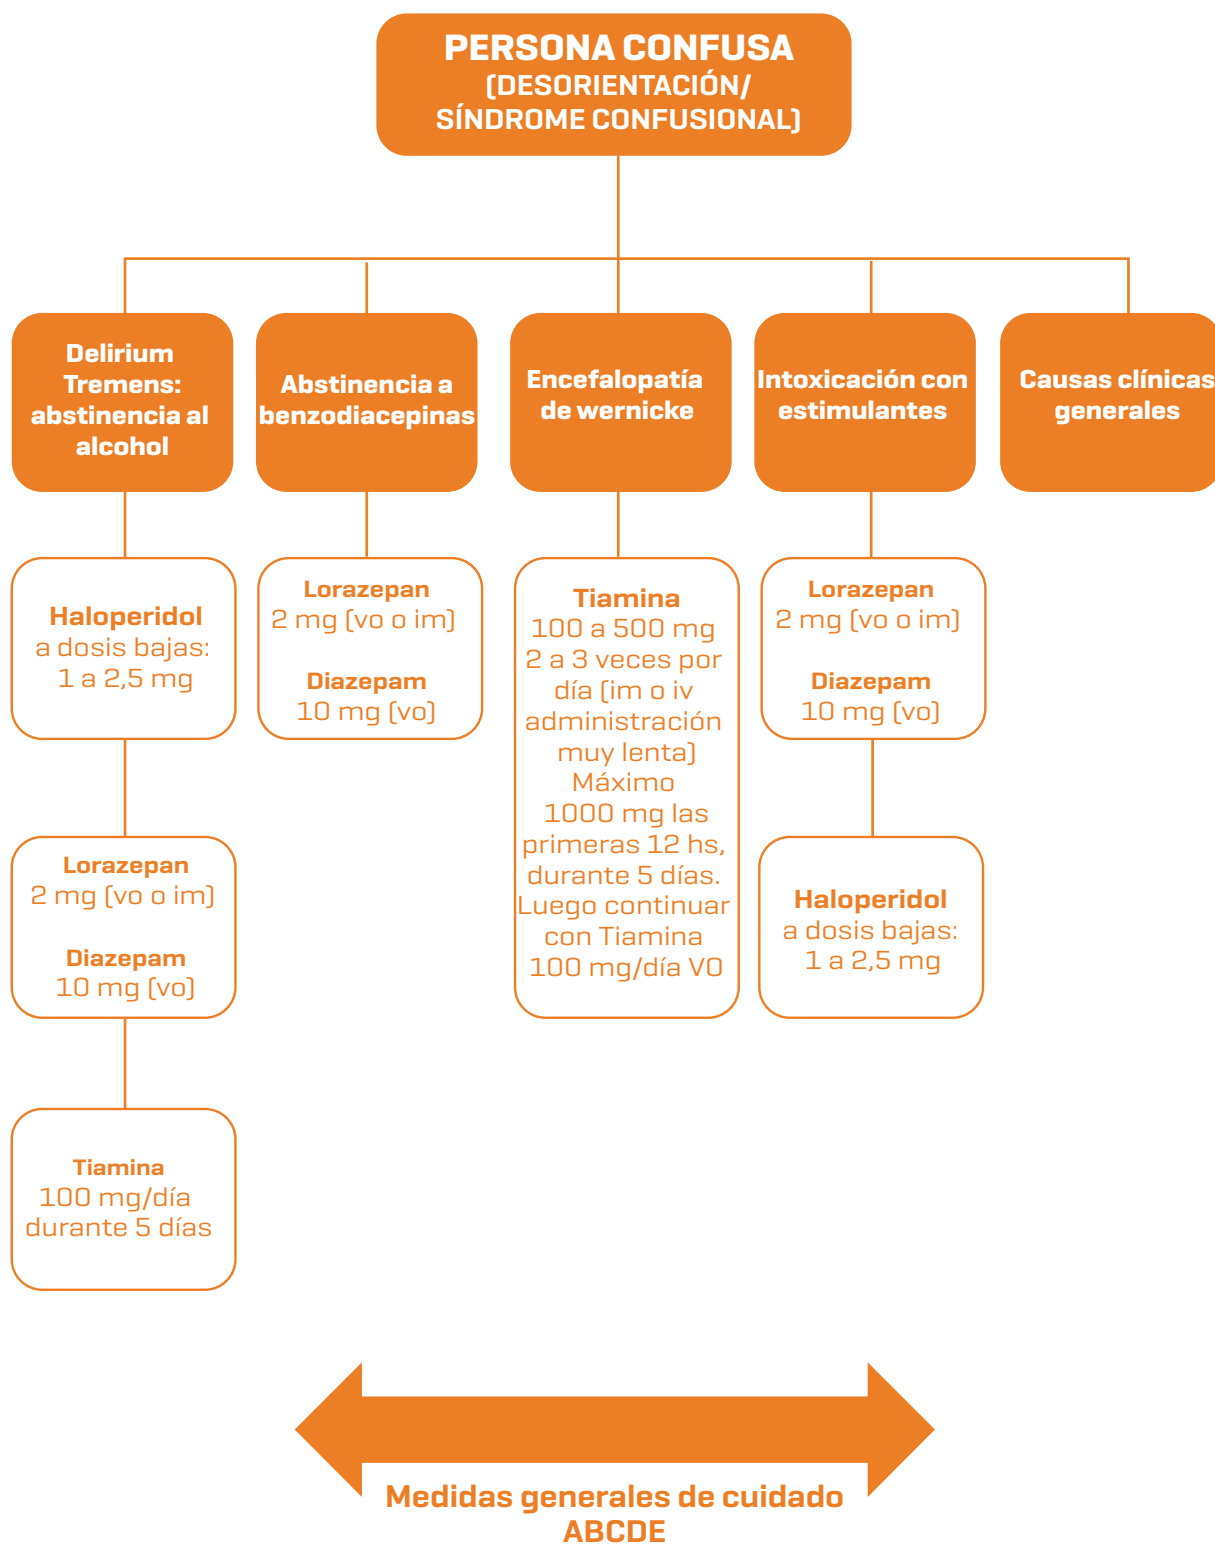 PERSONA CONFUSA
(DESORIENTACIÓN/
SÍNDROME CONFUSIONAL)
Delirium
Tremens:
abstinencia al
alcohol
Abstinencia a
benzodiacepinas
Encefalopatía
de wernicke
Intoxicación con
estimulantes
Causas clínicas
generales
Haloperidol
a dosis bajas:
1 a 2,5 mg
Lorazepan
2 mg (vo o im)
Diazepam
10 mg (vo)
Tiamina
100 mg/día
durante 5 días
Lorazepan
2 mg (vo o im)
Diazepam
10 mg (vo)
Tiamina
100 a 500 mg
2 a 3 veces por
día (im o iv
administración
muy lenta)
Máximo
1000 mg las
primeras 12 hs,
durante 5 días.
Luego continuar
con Tiamina
100 mg/día VO
Lorazepan
2 mg (vo o im)
Diazepam
10 mg (vo)
Haloperidol
a dosis bajas:
1 a 2,5 mg
Medidas generales de cuidado
ABCDE